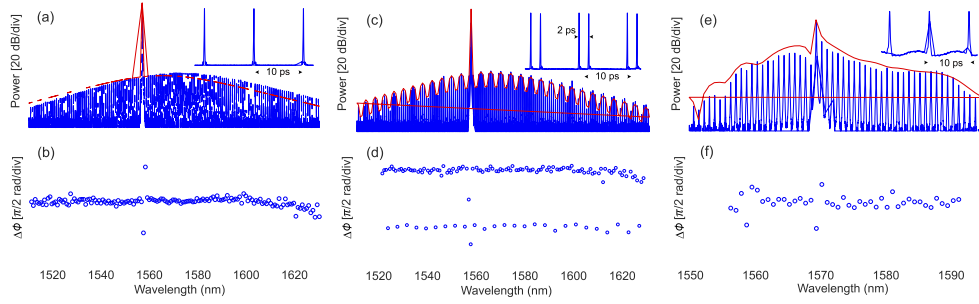 (a)
Power [20 dB/div]
10 ps
(b)
ΔΦ [π/2 rad/div]
1520 1540 1560 1580 1600 1620
Wavelength (nm)
(c)
Power [20 dB/div]
2 ps
10 ps
(d)
ΔΦ [π/2 rad/div]
1520 1540 1560 1580 1600 1620
Wavelength (nm)
(e)
Power [20 dB/div]
10 ps
(f)
ΔΦ [π/2 rad/div]
1550 1560 1570 1580 1590
Wavelength (nm)